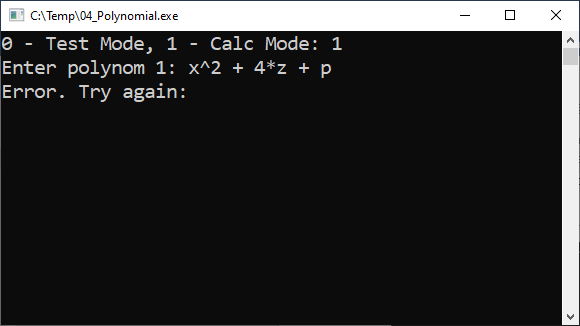 C:\Temp\04_Polynomial.exe
0 - Test Mode, 1 - Calc Mode: 1
Enter polynom 1: x^2 + 4*z + p
Error. Try again: